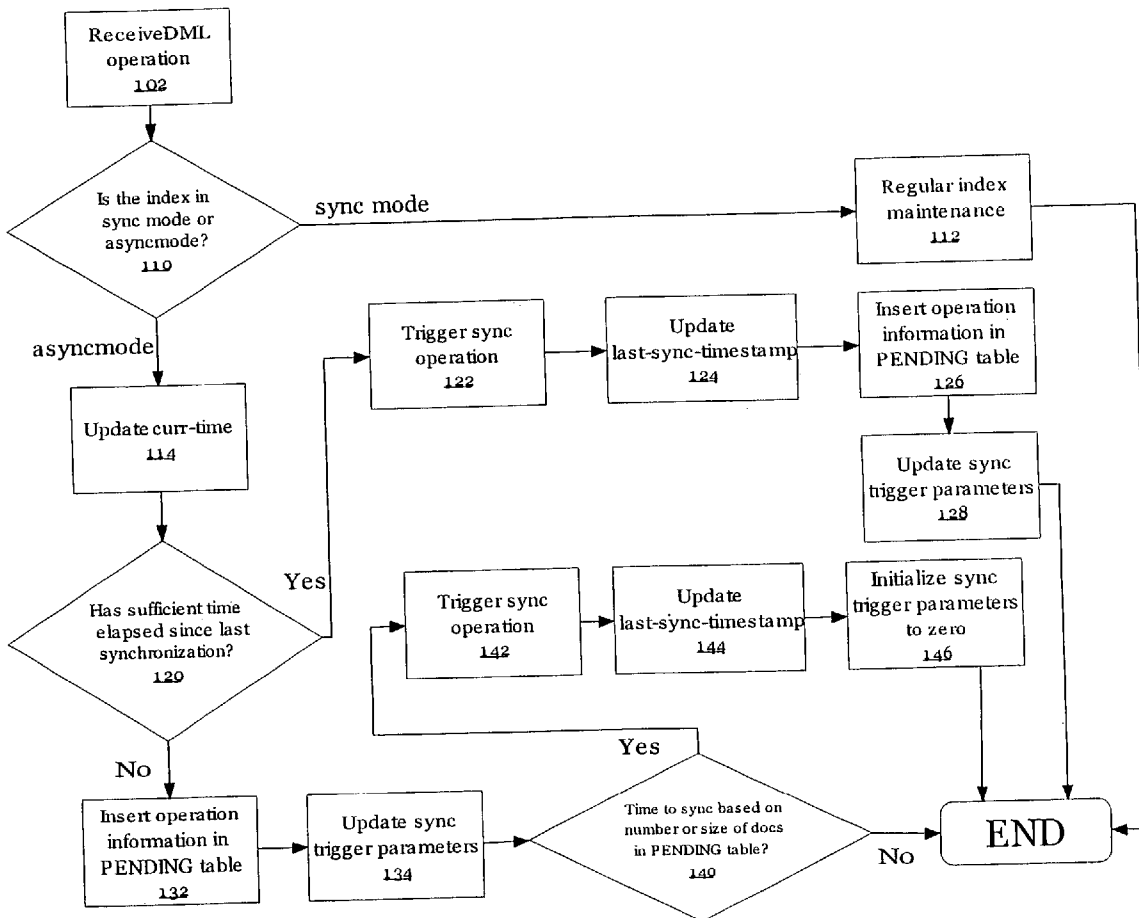 ReceiveDML
operation
102
Is the index in
sync mode or
asyncmode?
110
sync mode
Regular index
maintenance
112
asyncmode
Update curr-time
114
Trigger sync
operation
122
Update
last-sync-timestamp
124
Insert operation
information in
PENDING table
126
Update sync
trigger parameters
128
Has sufficient time
elapsed since last
synchronization?
120
Yes
Trigger sync
operation
142
Update
last-sync-timestamp
144
Initialize sync
trigger parameters
to zero
146
No
Insert operation
information in
PENDING table
132
Update sync
trigger parameters
134
Yes
Time to sync based on
number or size of docs
in PENDING table?
140
No
END